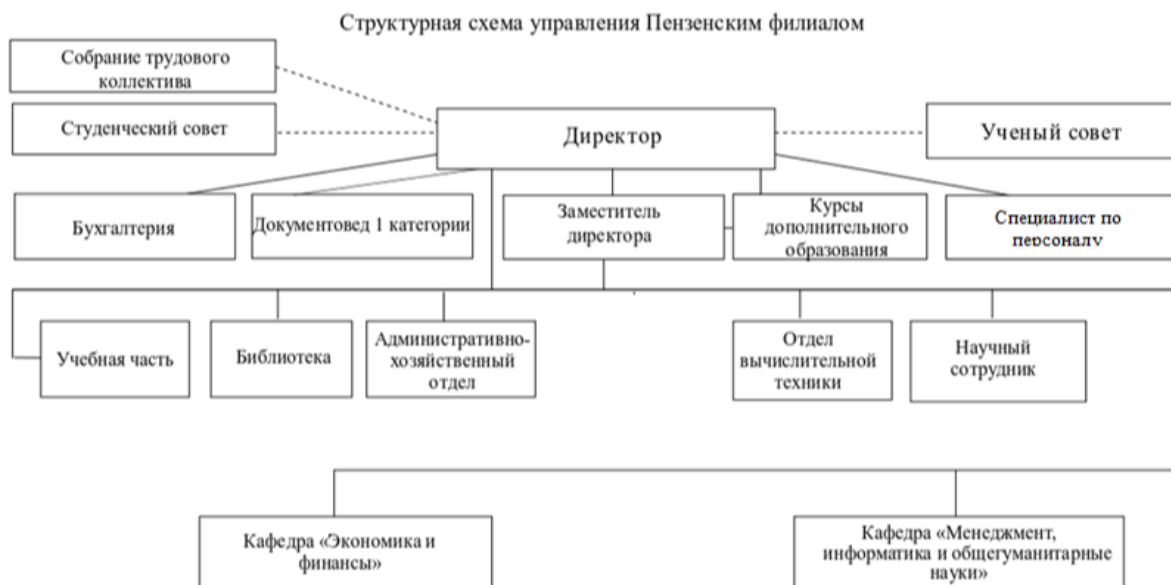 Структурная схема управления Пензенским филиалом
Собрание трудового
коллектива
Студенческий совет
Директор
Ученый совет
Бухгалтерия
Документовед 1 категории
Заместитель
директора
Курсы
дополнительного
образования
Специалист по
персоналу
Учебная часть
Библиотека
Административно-
хозяйственный
отдел
Отдел
вычислительной
техники
Научный
сотрудник
Кафедра «Экономика и
финансы»
Кафедра «Менеджмент,
информатика и общегуманитарные
науки»